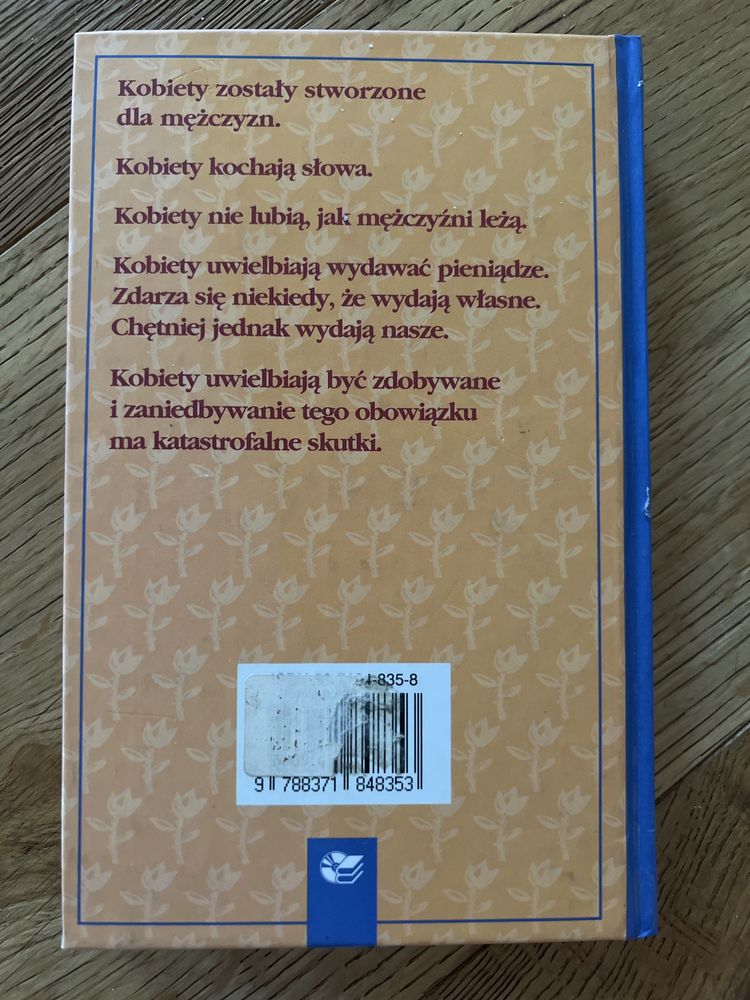 Kobiety zostały stworzone
dla mężczyzn.
Kobiety kochają słowa.
Kobiety nie lubią, jak mężczyźni leżą.
Kobiety uwielbiają wydawać pieniądze.
Zdarza się niekiedy, że wydają własne.
Chętniej jednak wydają nasze.
Kobiety uwielbiają być zdobywane
i zaniedbywanie tego obowiązku
ma katastrofalne skutki.
-835-8
9 788371 848353